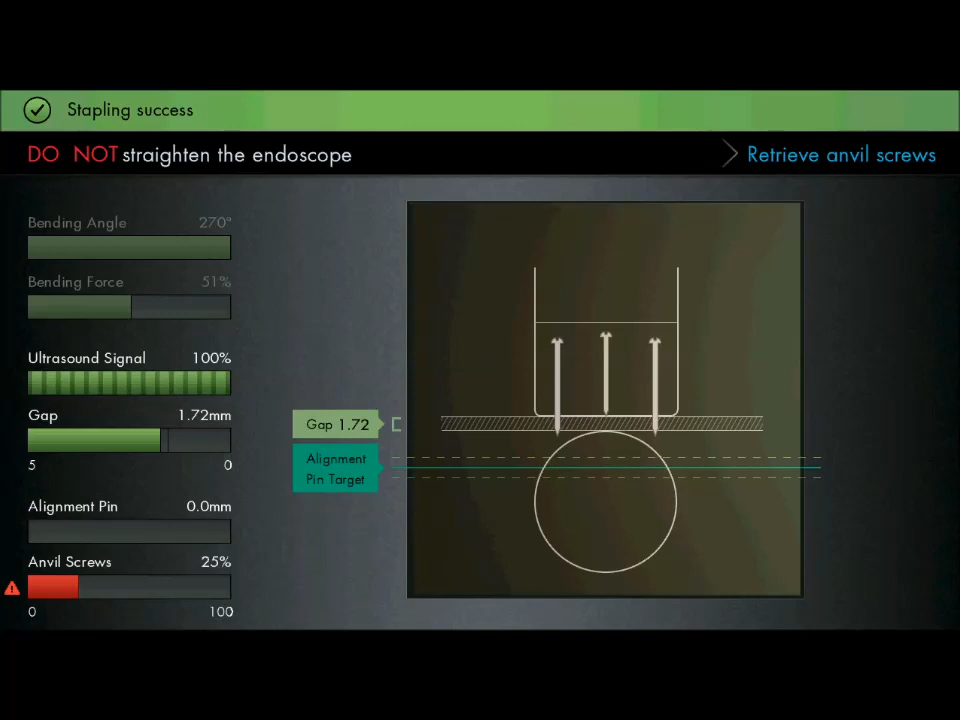 Stapling success
DO NOT straighten the endoscope
Retrieve anvil screws
Bending Angle 270°
Bending Force 51%
Ultrasound Signal 100%
Gap 1.72mm
5 0
Alignment Pin 0.0mm
Anvil Screws 25%
0 100
Gap 1.72
Alignment
Pin Target